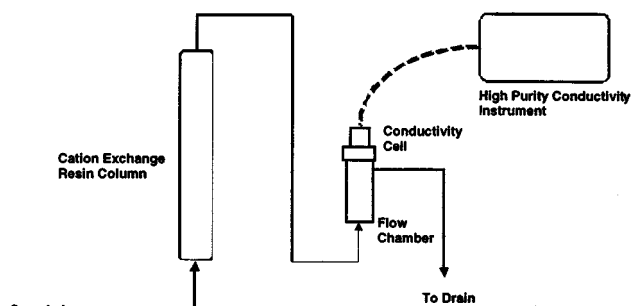 High Purity Conductivity
Instrument
Conductivity
Cell
Cation Exchange
Resin Column
Flow
Chamber
To Drain